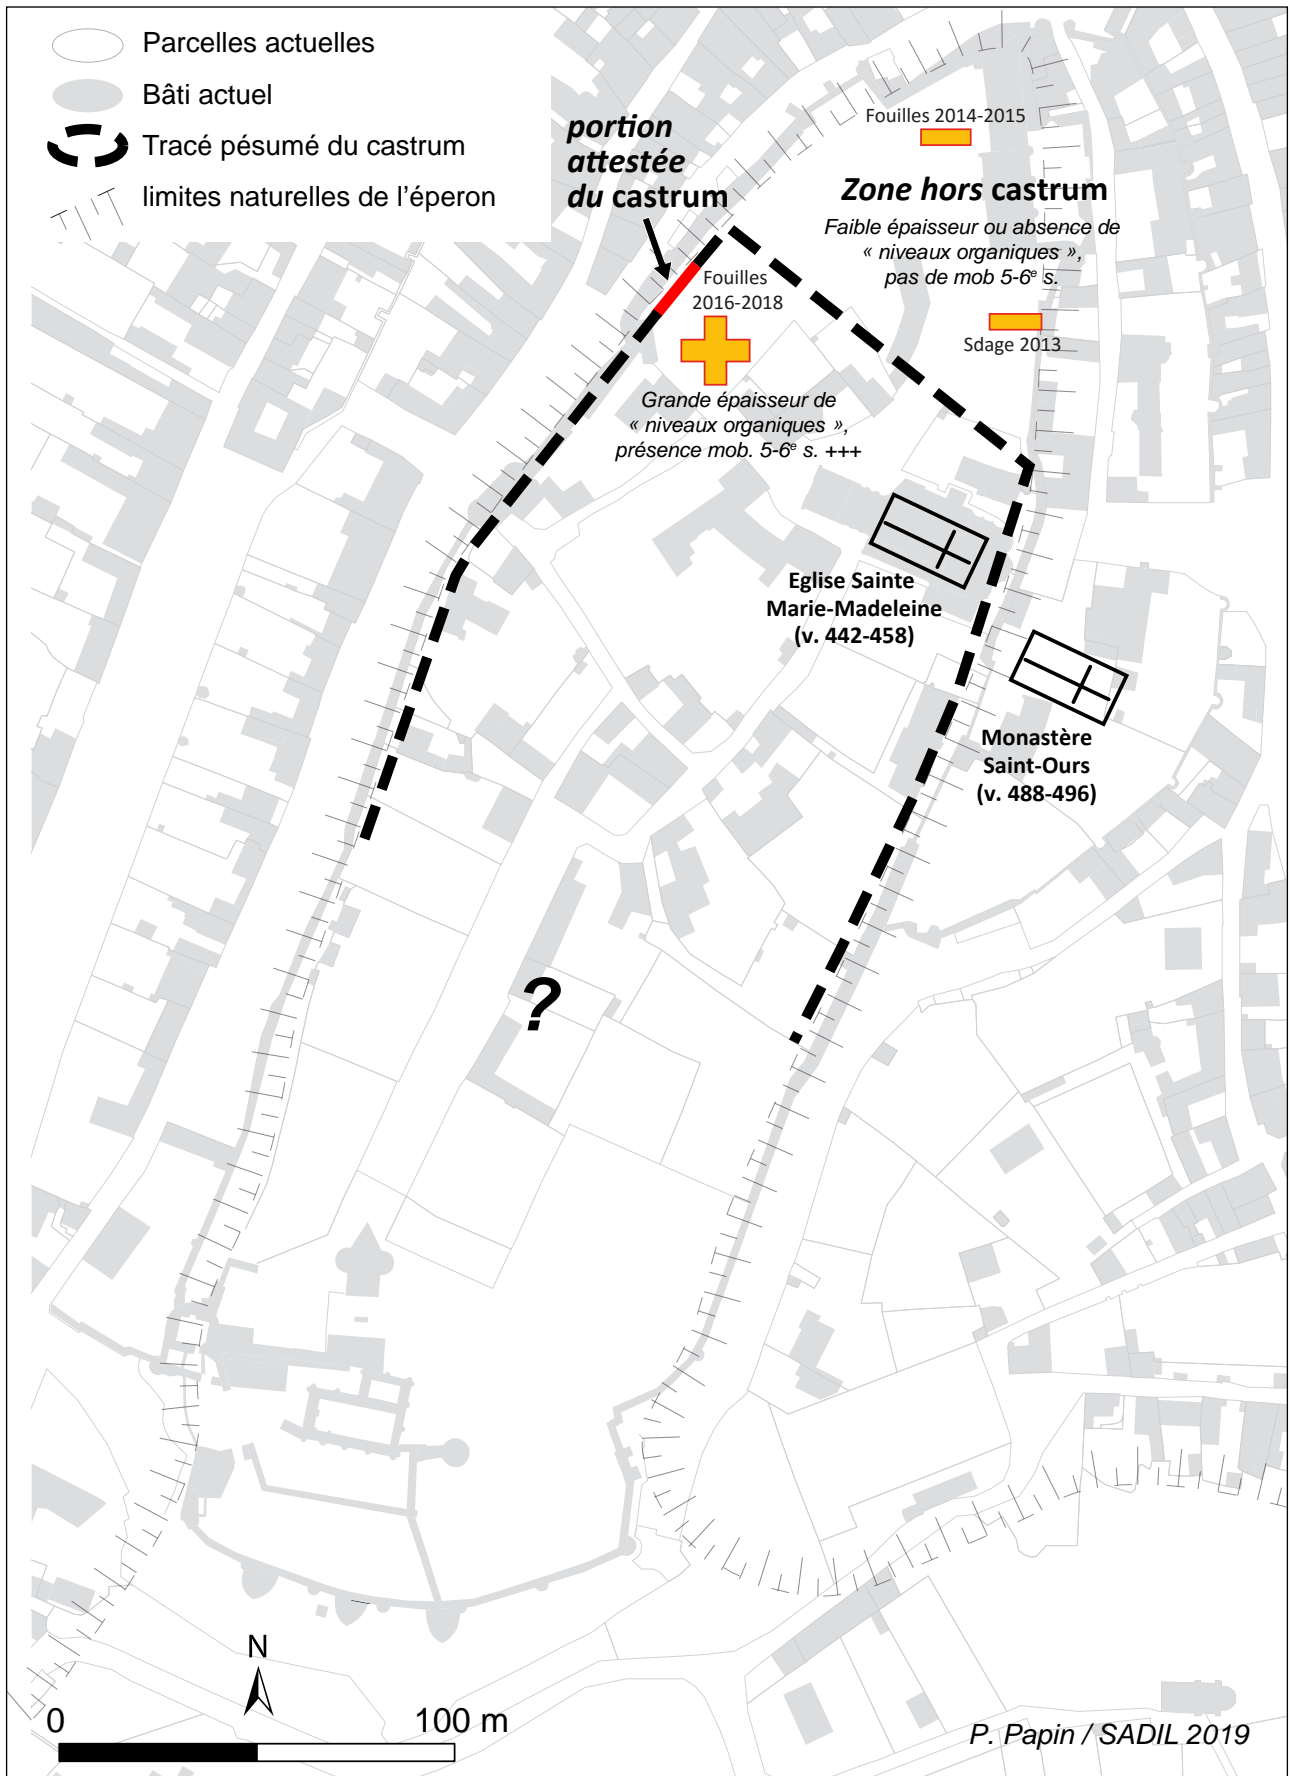 Parcelles actuelles
Bâti actuel
Tracé pésumé du castrum
limites naturelles de l'éperon
portion
attestée
du castrum
Fouilles 2014-2015
Zone hors castrum
Faible épaisseur ou absence de
« niveaux organiques »,
pas de mob 5-6e s.
Sdage 2013
Fouilles
2016-2018
Grande épaisseur de
« niveaux organiques »,
présence mob. 5-6e s. +++
Eglise Sainte
Marie-Madeleine
(v. 442-458)
Monastère
Saint-Ours
(v. 488-496)
?
N
0 100 m
P. Papin / SADIL 2019